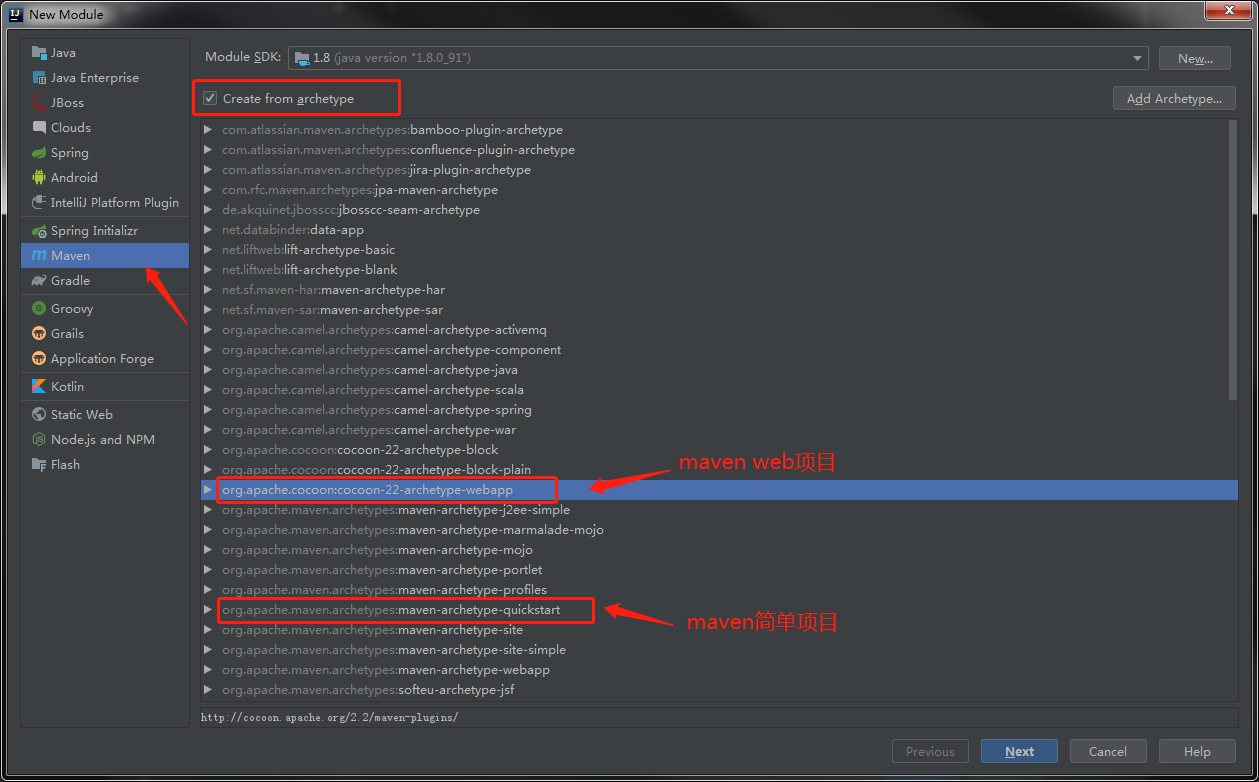 New Module
Java
Java Enterprise
JBoss
Clouds
Spring
Android
IntelliJ Platform Plugin
Spring Initializr
Maven
Gradle
Groovy
Grails
Application Forge
Kotlin
Static Web
Node.js and NPM
Flash
Module SDK: 1.8 (java version "1.8.0_91") New...
Create from archetype Add Archetype...
com.atlassian.maven.archetypes:bamboo-plugin-archetype
com.atlassian.maven.archetypes:confluence-plugin-archetype
com.atlassian.maven.archetypes:jira-plugin-archetype
com.rfc.maven.archetypes:jpa-maven-archetype
de.akquinet.jbosscc:jbosscc-seam-archetype
net.databinder:data-app
net.liftweb:lift-archetype-basic
net.liftweb:lift-archetype-blank
net.sf.maven-har:maven-archetype-har
net.sf.maven-sar:maven-archetype-sar
org.apache.camel.archetypes:camel-archetype-activemq
org.apache.camel.archetypes:camel-archetype-component
org.apache.camel.archetypes:camel-archetype-java
org.apache.camel.archetypes:camel-archetype-scala
org.apache.camel.archetypes:camel-archetype-spring
org.apache.camel.archetypes:camel-archetype-war
org.apache.cocoon:cocoon-22-archetype-block
org.apache.cocoon:cocoon-22-archetype-block-plain
maven web项目
org.apache.cocoon:cocoon-22-archetype-webapp
org.apache.maven.archetypes:maven-archetype-j2ee-simple
org.apache.maven.archetypes:maven-archetype-marmalade-mojo
org.apache.maven.archetypes:maven-archetype-mojo
org.apache.maven.archetypes:maven-archetype-portlet
org.apache.maven.archetypes:maven-archetype-profiles
org.apache.maven.archetypes:maven-archetype-quickstart
maven简单项目
org.apache.maven.archetypes:maven-archetype-site
org.apache.maven.archetypes:maven-archetype-site-simple
org.apache.maven.archetypes:maven-archetype-webapp
org.apache.maven.archetypes:softeu-archetype-jsf
http://cocoon.apache.org/2.2/maven-plugins/
Previous Next Cancel Help